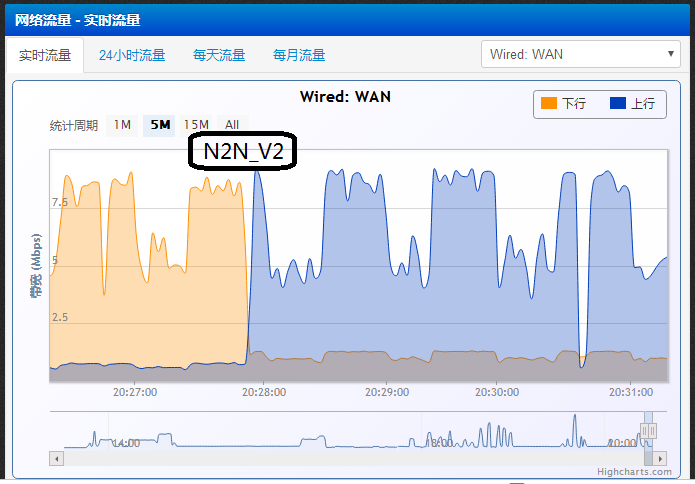 网络流量 - 实时流量
实时流量 24小时流量 每天流量 每月流量 Wired: WAN
Wired: WAN
下行 上行
统计周期 1M 5M 15M All
N2N_V2
7.5
5
2.5
(Mbps)
20:27:00 20:28:00 20:29:00 20:30:00 20:31:00
14:00 18:00 20:00
Highcharts.com